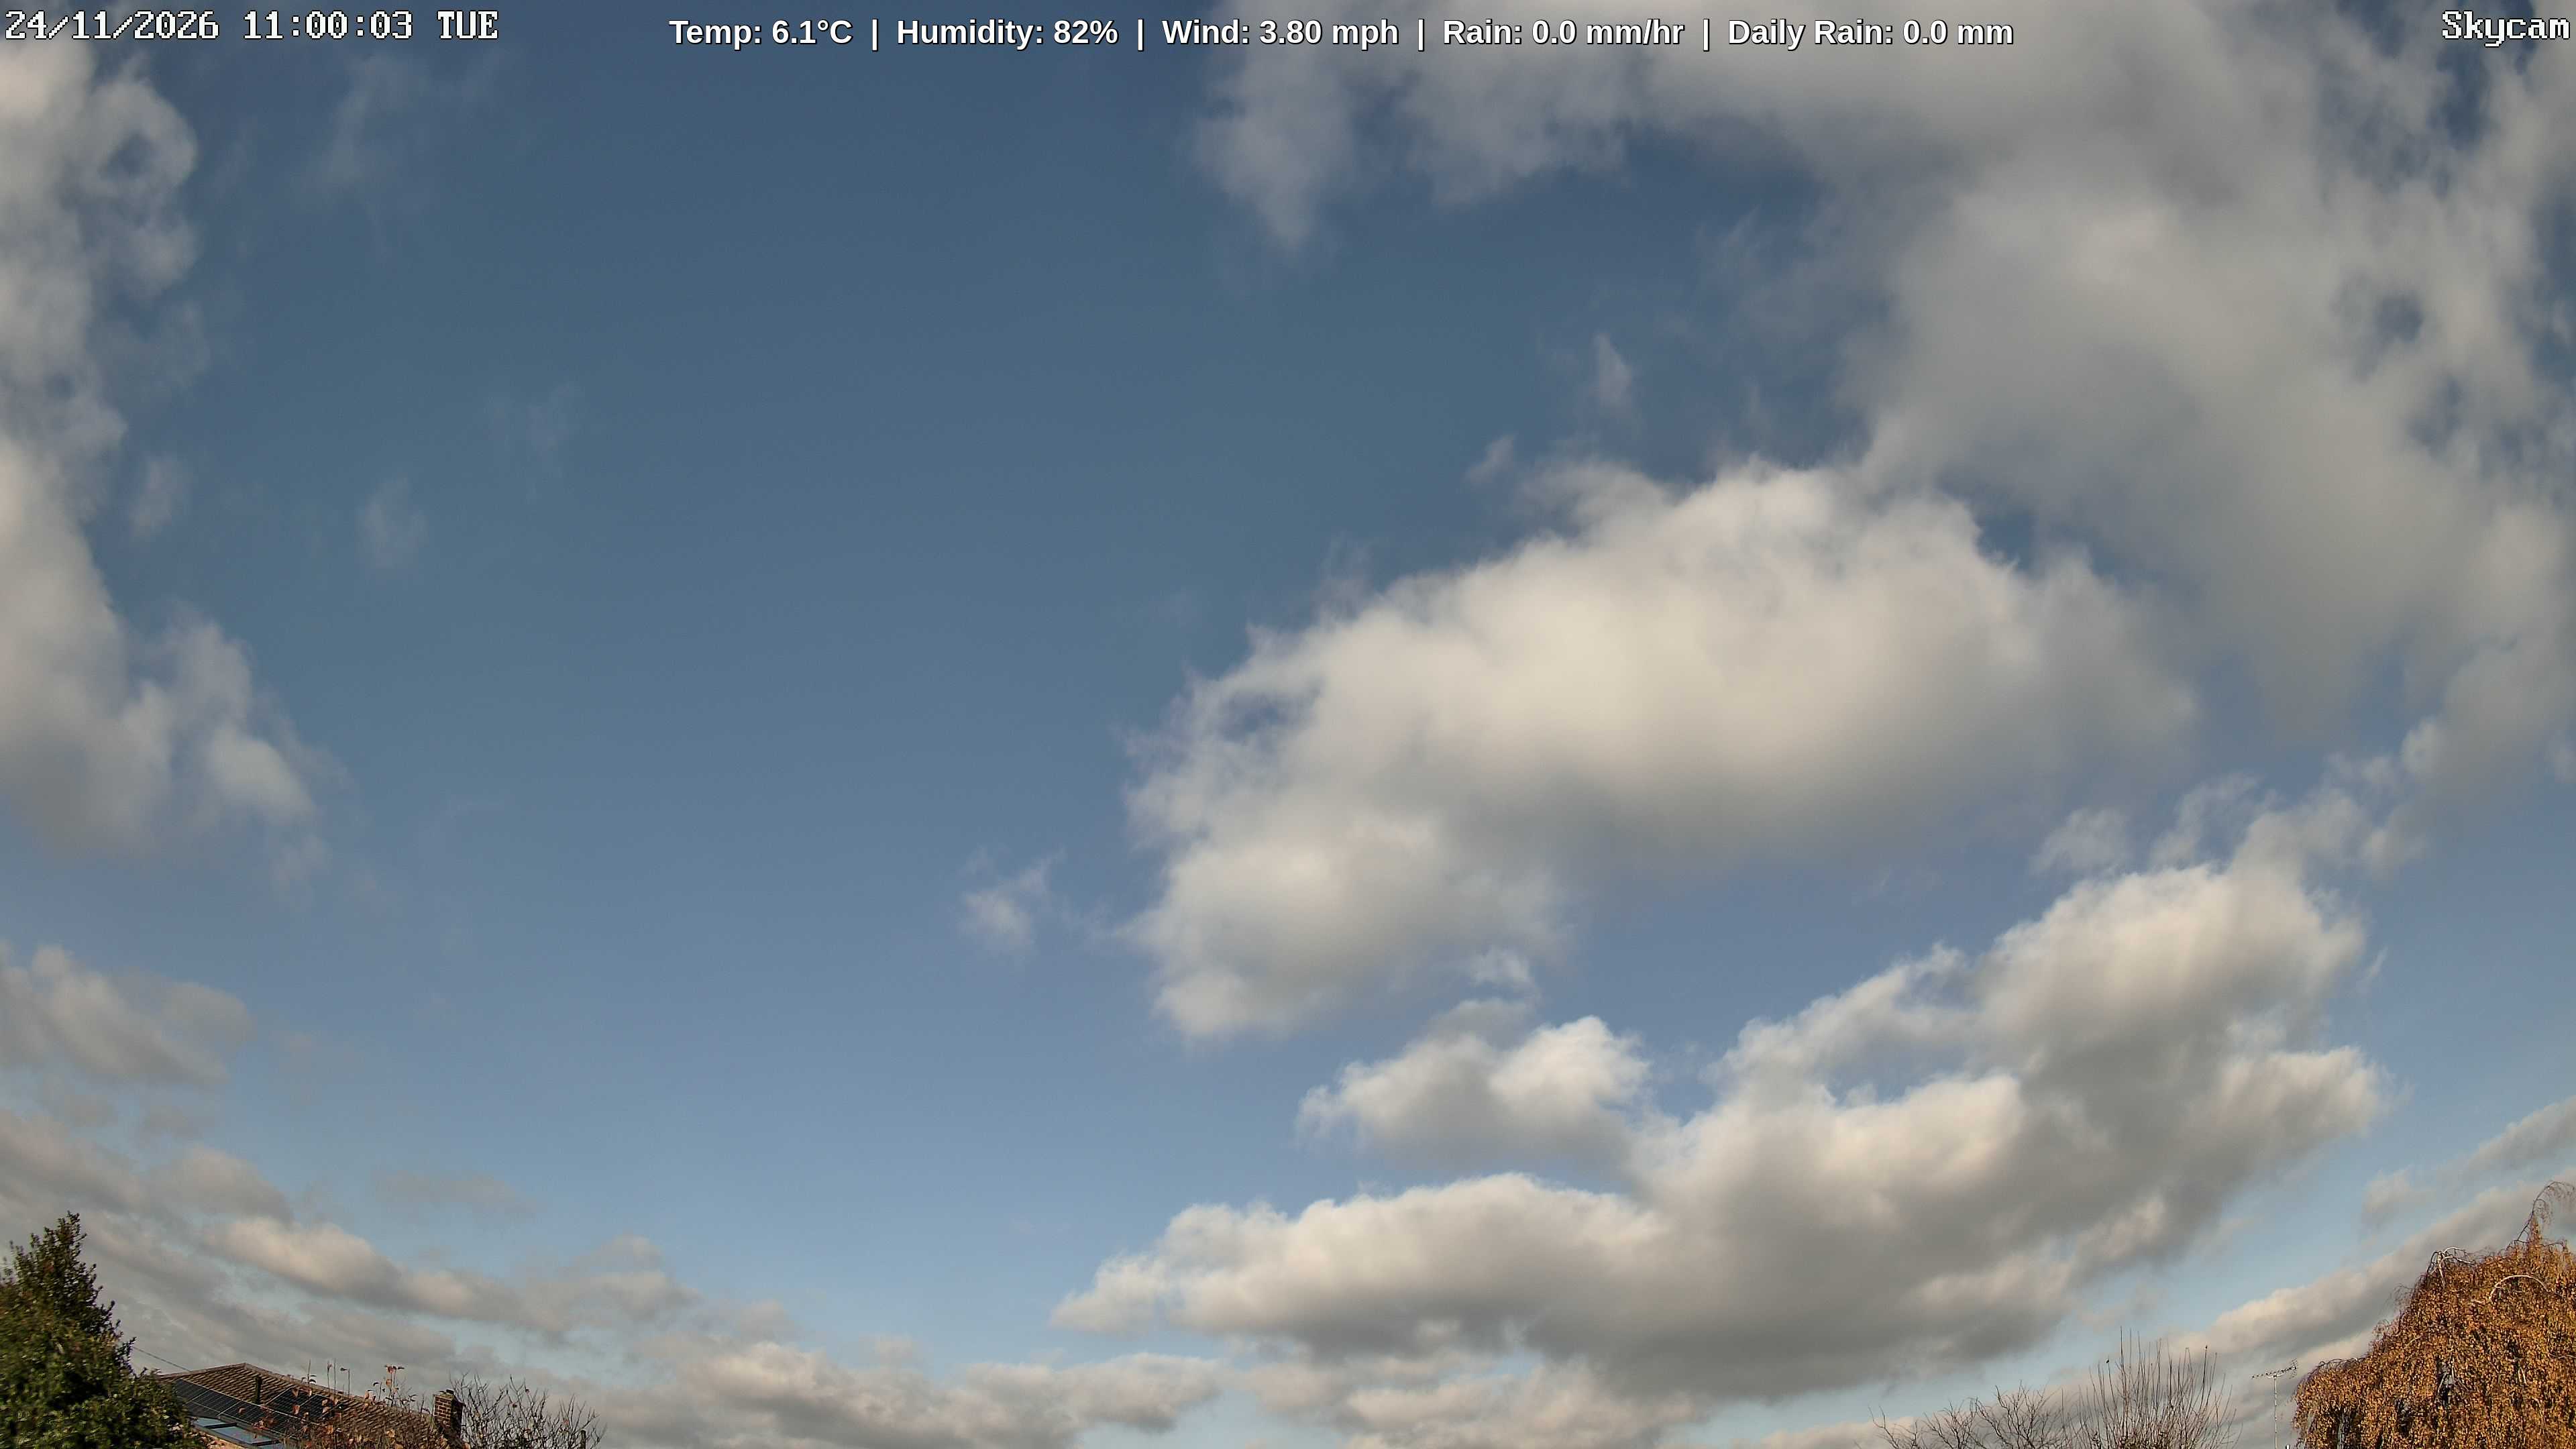 24/11/2026 11:00:03 TUE
Temp: 6.1°C | Humidity: 82% | Wind: 3.80 mph | Rain: 0.0 mm/hr | Daily Rain: 0.0 mm
Skycam